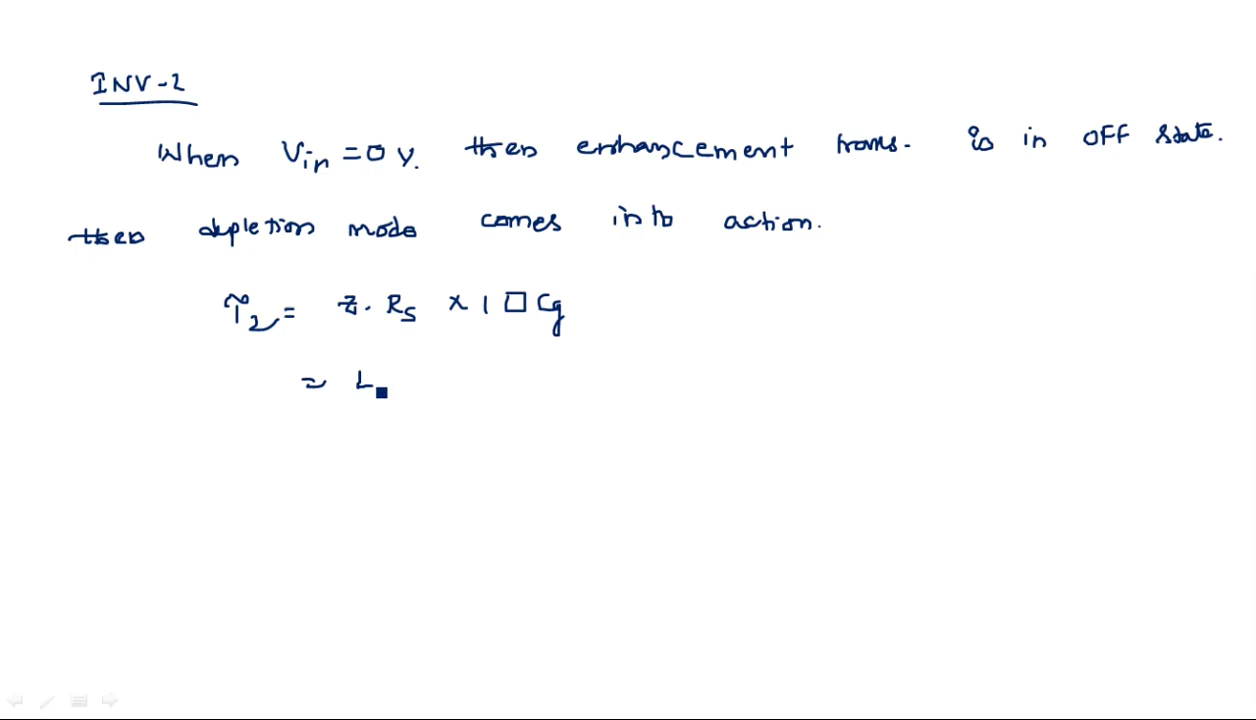 INV-2
When Vin = 0 V. then enhancement trans. is in OFF state.
then depletion mode comes into action.
τ2 = z. Rs × 1 □ Cg
= L